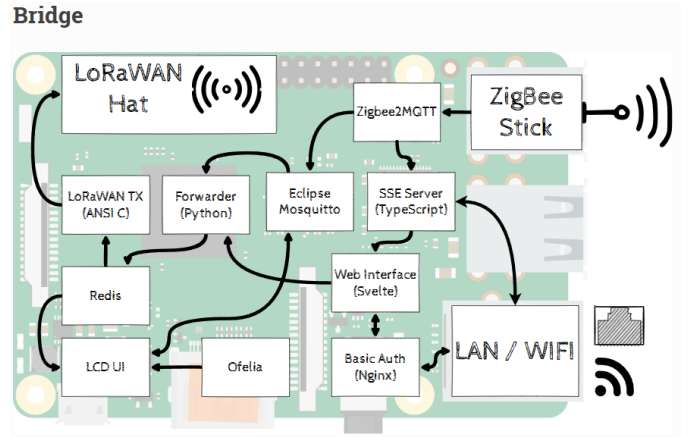 Bridge
LoRaWAN
Hat
Zigbee2MQTT
ZigBee
Stick
LoRaWAN TX
(ANSI C)
Forwarder
(Python)
Eclipse
Mosquitto
SSE Server
(TypeScript)
Redis
Web Interface
(Svelte)
LCD UI
Ofelia
Basic Auth
(Nginx)
LAN / WIFI